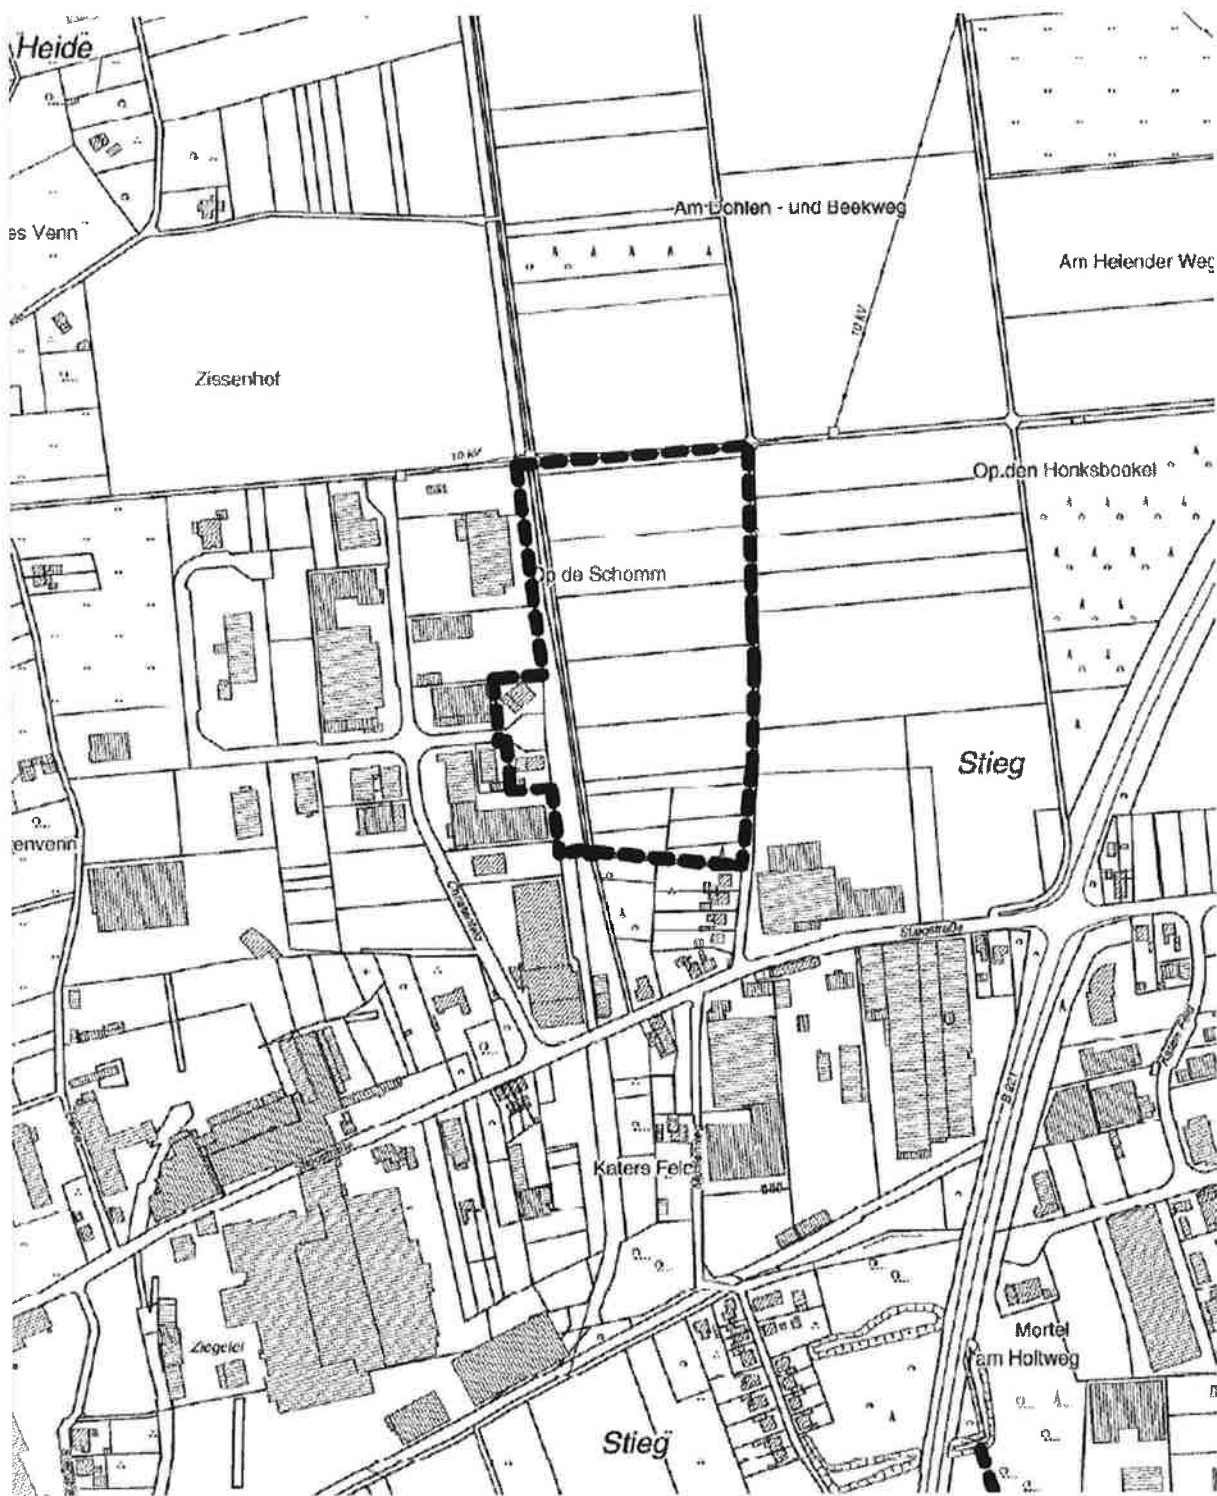 Heide
Am Dohlen - und Beekweg
es Venn
Am Helender Weg
10 KV
Zissenhof
10 KV
Op den Honksbookel
Op de Schomm
Stieg
envenn
Katers Feld
B 221
Ziegelei
Mortel
am Holtweg
Stieg